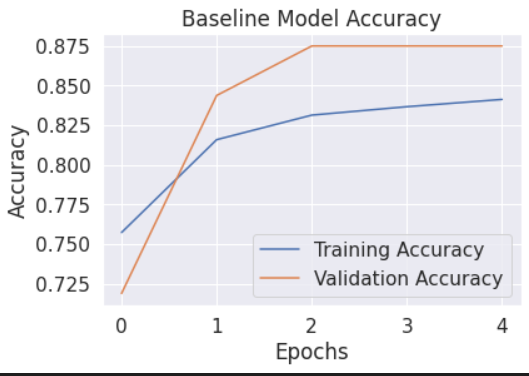 Baseline Model Accuracy
0.875
0.850
0.825
0.800
0.775
0.750
0.725
Accuracy
Training Accuracy
Validation Accuracy
0 1 2 3 4
Epochs